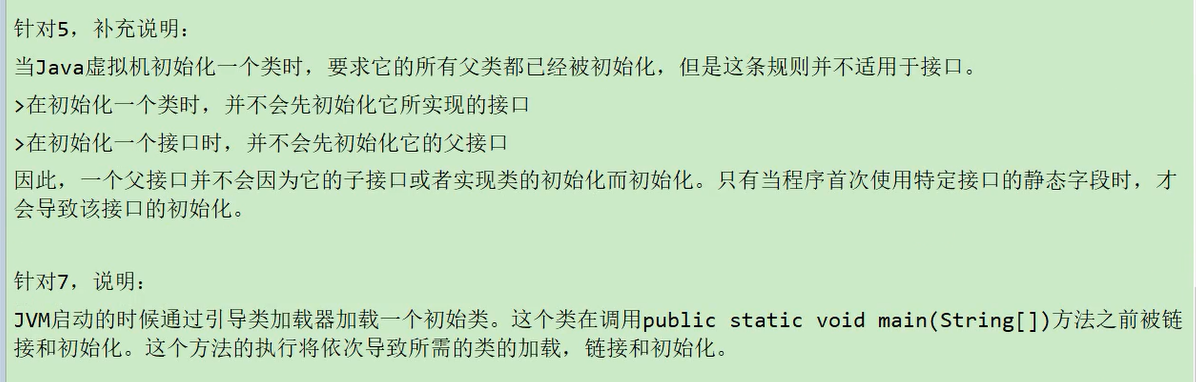 针对5，补充说明：
当Java虚拟机初始化一个类时，要求它的所有父类都已经被初始化，但是这条规则并不适用于接口。
>在初始化一个类时，并不会先初始化它所实现的接口
>在初始化一个接口时，并不会先初始化它的父接口
因此，一个父接口并不会因为它的子接口或者实现类的初始化而初始化。只有当程序首次使用特定接口的静态字段时，才
会导致该接口的初始化。
针对7，说明：
JVM启动的时候通过引导类加载器加载一个初始类。这个类在调用public static void main(String[])方法之前被链
接和初始化。这个方法的执行将依次导致所需的类的加载，链接和初始化。